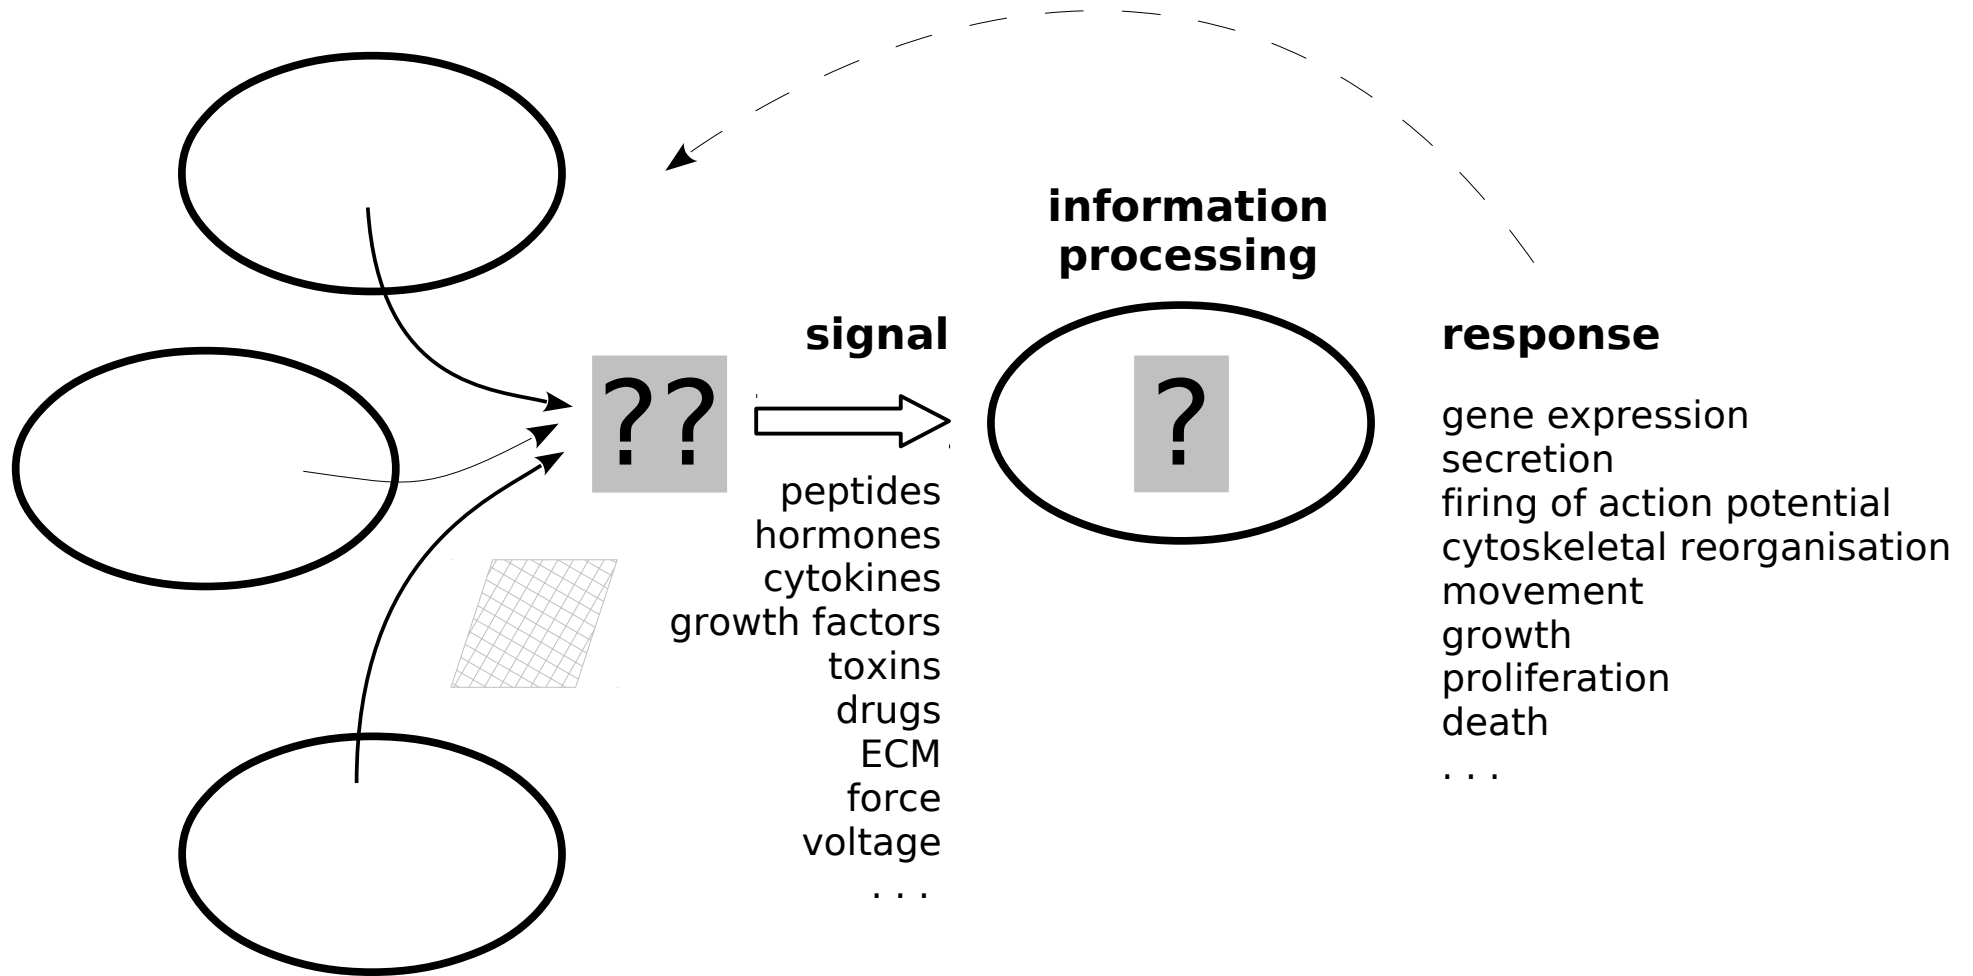 information
processing
signal
response
??
?
peptides
hormones
cytokines
growth factors
toxins
drugs
ECM
force
voltage
. . .
gene expression
secretion
firing of action potential
cytoskeletal reorganisation
movement
growth
proliferation
death
. . .